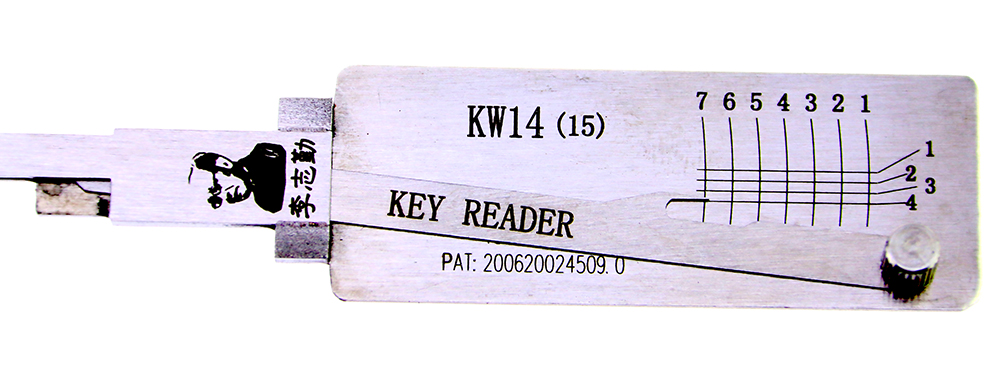 李志勤
KW14 (15)
KEY READER
PAT: 200620024509.0
7 6 5 4 3 2 1
1
2
3
4